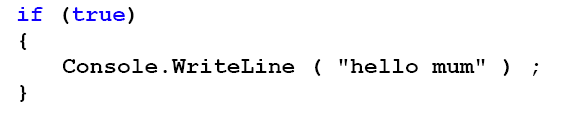 if (true)
{
    Console.WriteLine ( "hello mum" ) ;
}